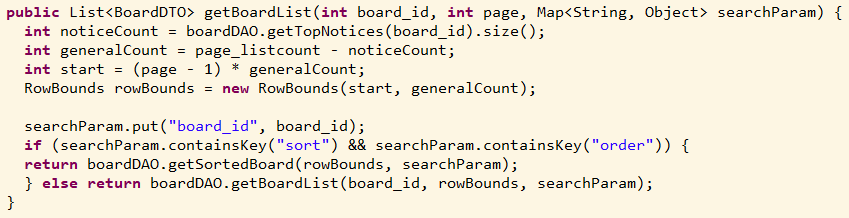 public List<BoardDTO> getBoardList(int board_id, int page, Map<String, Object> searchParam) {
  int noticeCount = boardDAO.getTopNotices(board_id).size();
  int generalCount = page_listcount - noticeCount;
  int start = (page - 1) * generalCount;
  RowBounds rowBounds = new RowBounds(start, generalCount);

  searchParam.put("board_id", board_id);
  if (searchParam.containsKey("sort") && searchParam.containsKey("order")) {
  return boardDAO.getSortedBoard(rowBounds, searchParam);
  } else return boardDAO.getBoardList(board_id, rowBounds, searchParam);
}